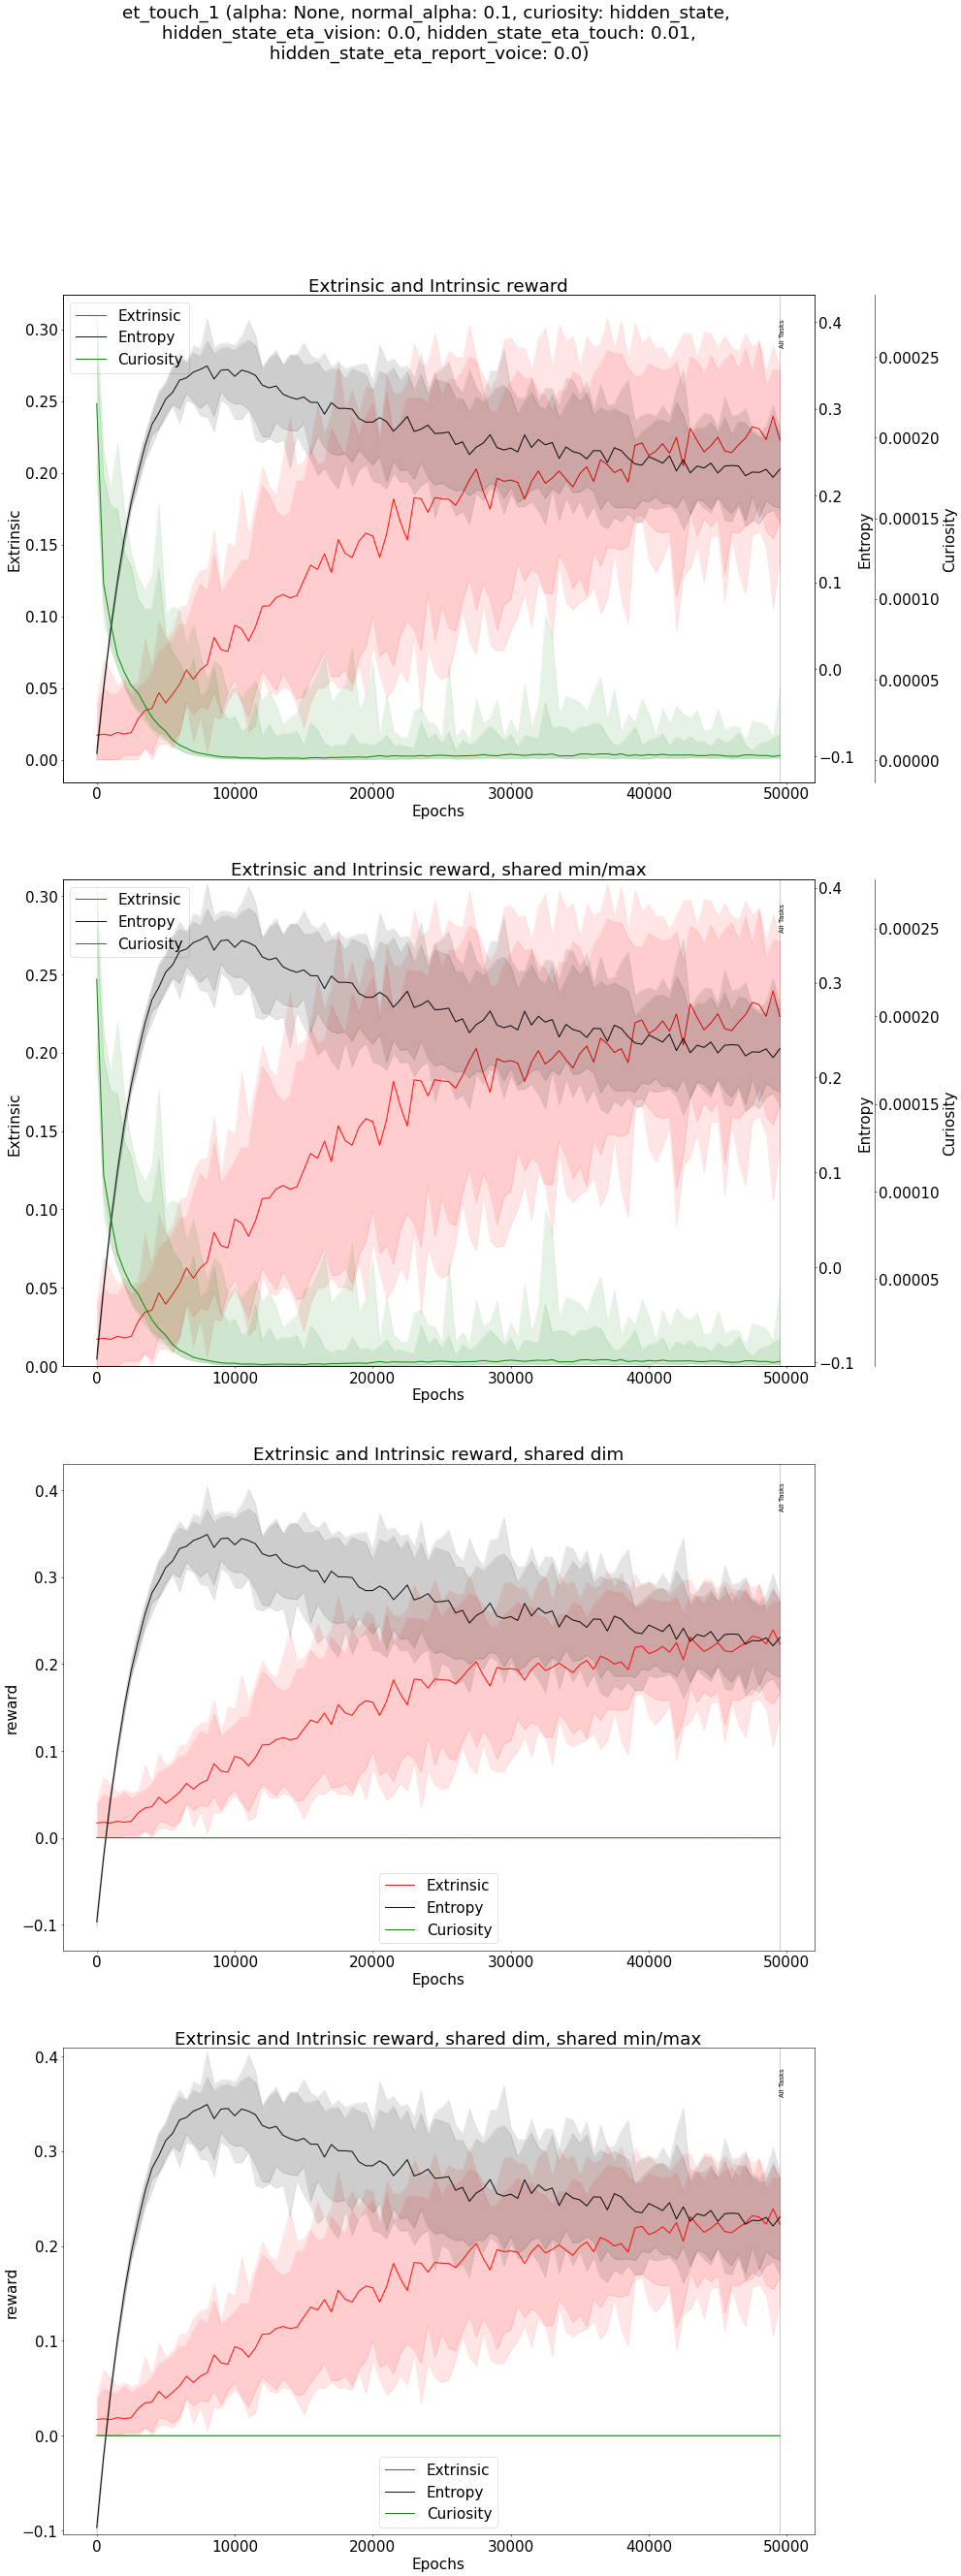 et_touch_1 (alpha: None, normal_alpha: 0.1, curiosity: hidden_state,
hidden_state_eta_vision: 0.0, hidden_state_eta_touch: 0.01,
hidden_state_eta_report_voice: 0.0)
Extrinsic and Intrinsic reward
Extrinsic
Entropy
Curiosity
All Tasks
0.30
0.25
0.20
0.15
0.10
0.05
0.00
Extrinsic
0.4
0.3
0.2
0.1
0.0
−0.1
Entropy
0.00025
0.00020
0.00015
0.00010
0.00005
0.00000
Curiosity
0 10000 20000 30000 40000 50000
Epochs
Extrinsic and Intrinsic reward, shared min/max
Extrinsic
Entropy
Curiosity
All Tasks
0.30
0.25
0.20
0.15
0.10
0.05
0.00
Extrinsic
0.4
0.3
0.2
0.1
0.0
−0.1
Entropy
0.00025
0.00020
0.00015
0.00010
0.00005
Curiosity
0 10000 20000 30000 40000 50000
Epochs
Extrinsic and Intrinsic reward, shared dim
All Tasks
0.4
0.3
0.2
0.1
0.0
−0.1
reward
Extrinsic
Entropy
Curiosity
0 10000 20000 30000 40000 50000
Epochs
Extrinsic and Intrinsic reward, shared dim, shared min/max
All Tasks
0.4
0.3
0.2
0.1
0.0
−0.1
reward
Extrinsic
Entropy
Curiosity
0 10000 20000 30000 40000 50000
Epochs